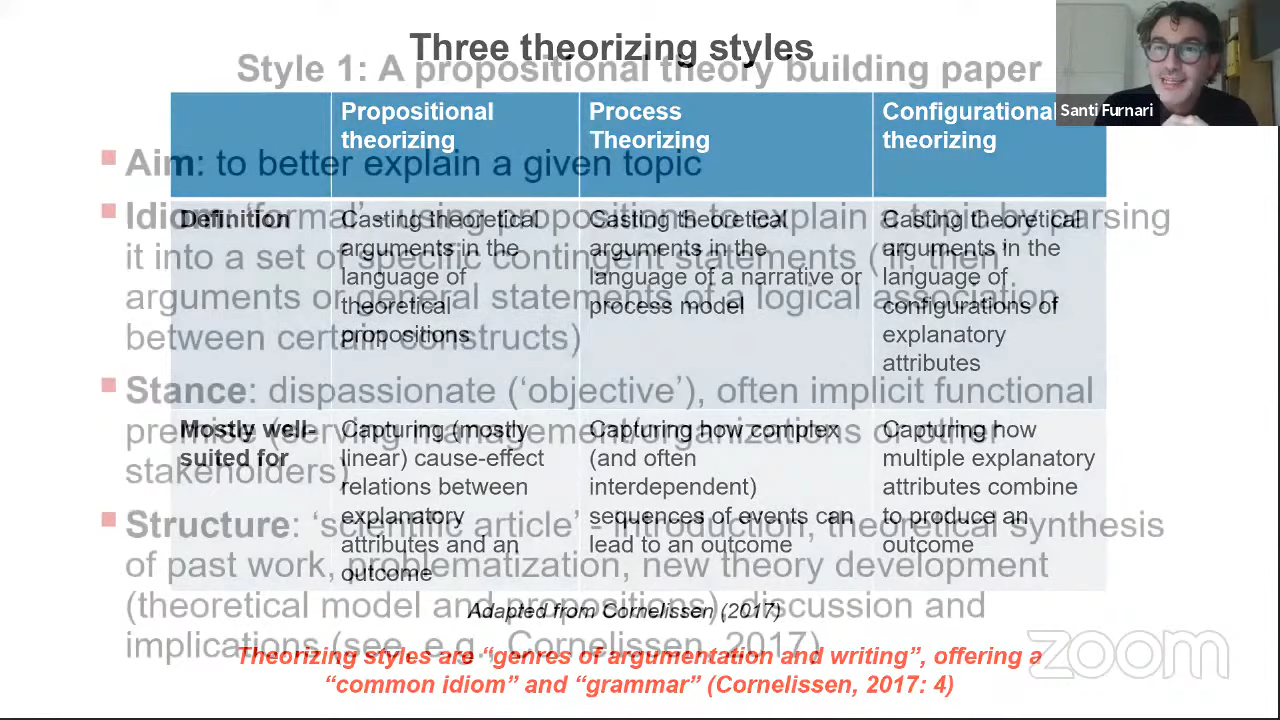 Three theorizing styles
Style 1: A propositional theory building paper
Santi Furnari
Propositional theorizing
Process Theorizing
Configurational theorizing
Definition
Casting theoretical
arguments in the
language of
theoretical
propositions
Casting theoretical
arguments in the
language of a narrative or
process model
Casting theoretical
arguments in the
language of
configurations of
explanatory
attributes
Mostly well-
suited for
Capturing (mostly
linear) cause-effect
relations between
explanatory
attributes and an
outcome
Capturing how complex
(and often
interdependent)
sequences of events can
lead to an outcome
Capturing how
multiple explanatory
attributes combine
to produce an
outcome
Adapted from Cornelissen (2017)
Theorizing styles are “genres of argumentation and writing”, offering a
“common idiom” and “grammar” (Cornelissen, 2017: 4)
Aim: to better explain a given topic
Idiom: ‘formal’ - using propositions to explain a topic by parsing
it into a set of specific contingent statements (
arguments or general statements of a logical association
between certain constructs)
Stance: dispassionate (‘objective’), often implicit functional
premise (serving management/organizations or other
stakeholders)
Structure: ‘scientific article’ - introduction, theoretical synthesis
of past work, problematization, new theory development
(theoretical model and propositions), discussion and
implications (see, e.g., Cornelissen, 2017)
zoom